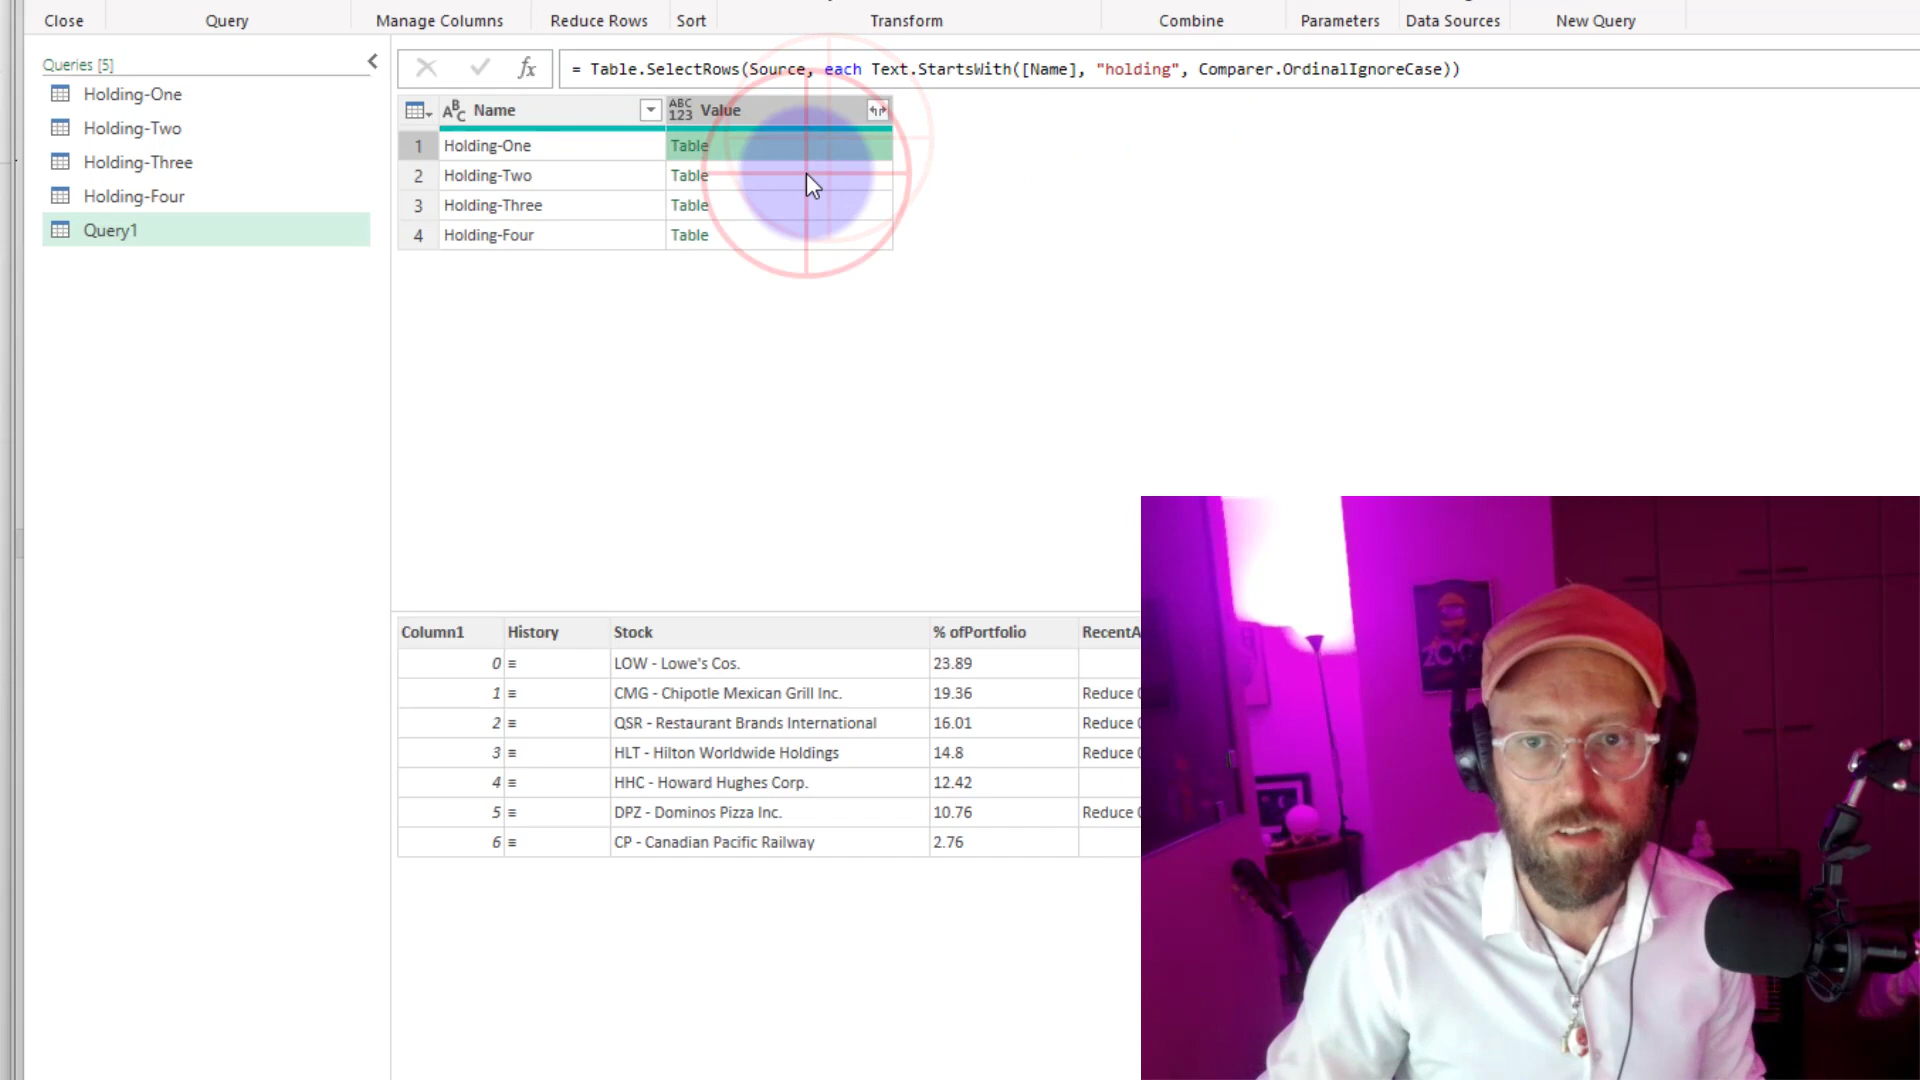 Close
Query
Manage Columns
Reduce Rows
Sort
Transform
Combine
Parameters
Data Sources
New Query
Queries [5]
Holding-One
Holding-Two
Holding-Three
Holding-Four
Query1
fx
= Table.SelectRows(Source, each Text.StartsWith([Name], "holding", Comparer.OrdinalIgnoreCase))
ABC Name ABC 123 Value
1 Holding-One Table
2 Holding-Two Table
3 Holding-Three Table
4 Holding-Four Table
Column1 History Stock % ofPortfolio RecentA
0 ≡ LOW - Lowe's Cos. 23.89
1 ≡ CMG - Chipotle Mexican Grill Inc. 19.36 Reduce
2 ≡ QSR - Restaurant Brands International 16.01 Reduce
3 ≡ HLT - Hilton Worldwide Holdings 14.8 Reduce
4 ≡ HHC - Howard Hughes Corp. 12.42
5 ≡ DPZ - Dominos Pizza Inc. 10.76 Reduce
6 ≡ CP - Canadian Pacific Railway 2.76